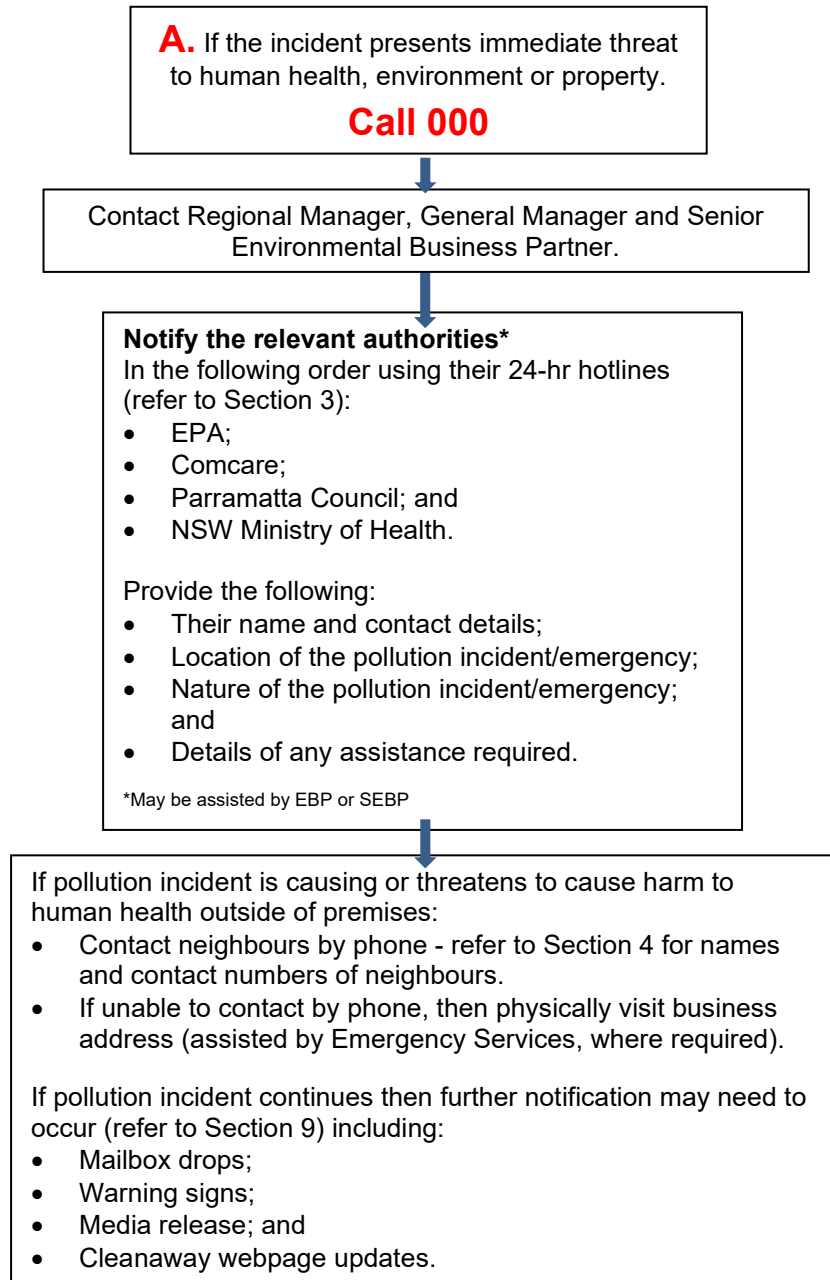 A. If the incident presents immediate threat
to human health, environment or property.
Call 000
Contact Regional Manager, General Manager and Senior
Environmental Business Partner.
Notify the relevant authorities*
In the following order using their 24-hr hotlines
(refer to Section 3):
• EPA;
• Comcare;
• Parramatta Council; and
• NSW Ministry of Health.
Provide the following:
• Their name and contact details;
• Location of the pollution incident/emergency;
• Nature of the pollution incident/emergency;
and
• Details of any assistance required.
*May be assisted by EBP or SEBP
If pollution incident is causing or threatens to cause harm to
human health outside of premises:
• Contact neighbours by phone - refer to Section 4 for names
and contact numbers of neighbours.
• If unable to contact by phone, then physically visit business
address (assisted by Emergency Services, where required).
If pollution incident continues then further notification may need to
occur (refer to Section 9) including:
• Mailbox drops;
• Warning signs;
• Media release; and
• Cleanaway webpage updates.